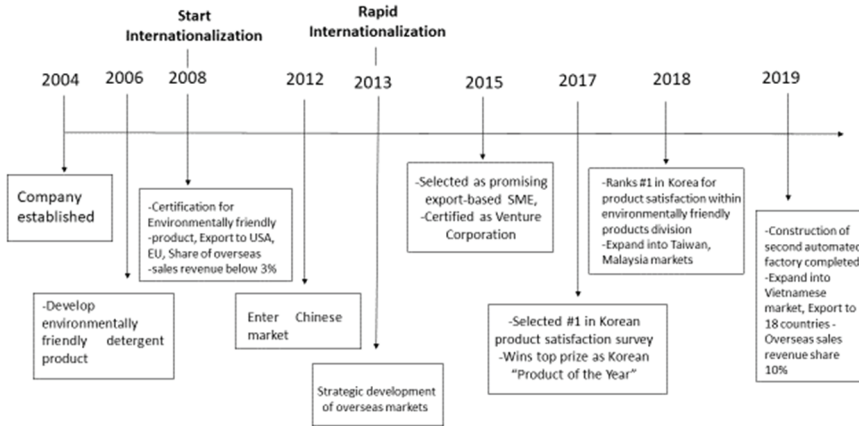 Start
Internationalization
Rapid
Internationalization
2004
2006
2008
2012
2013
2015
2017
2018
2019
Company
established
-Develop
environmentally
friendly detergent
product
-Certification for
Environmentally friendly
-product, Export to USA,
EU, Share of overseas
-sales revenue below 3%
Enter Chinese
market
Strategic development
of overseas markets
-Selected as promising
export-based SME,
-Certified as Venture
Corporation
-Selected #1 in Korean
product satisfaction survey
-Wins top prize as Korean
“Product of the Year”
-Ranks #1 in Korea for
product satisfaction within
environmentally friendly
products division
-Expand into Taiwan,
Malaysia markets
-Construction of
second automated
factory completed
-Expand into
Vietnamese
market, Export to
18 countries -
Overseas sales
revenue share
10%